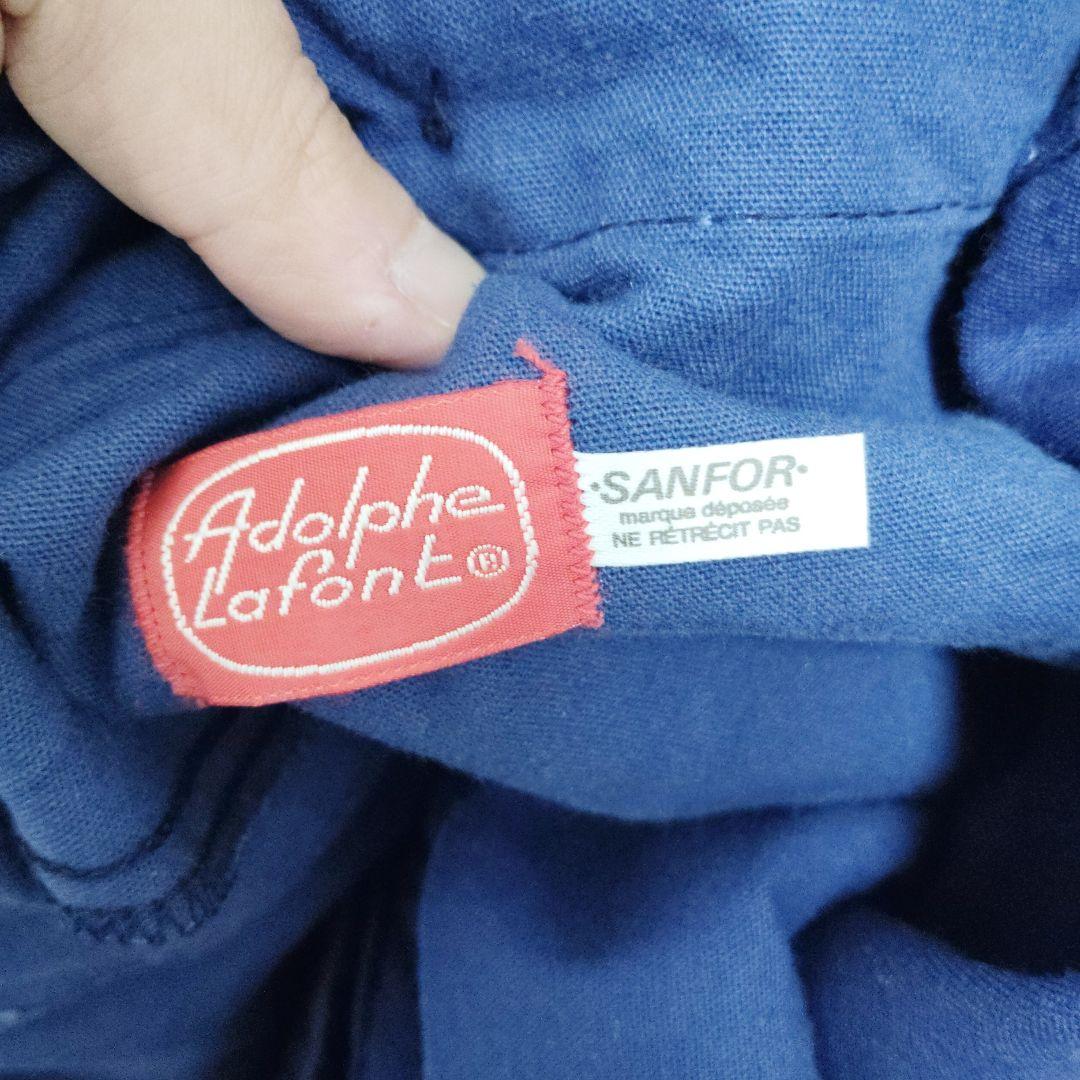 Adolphe
Lafont ®
·SANFOR·
marque déposée
NE RÉTRÉCIT PAS